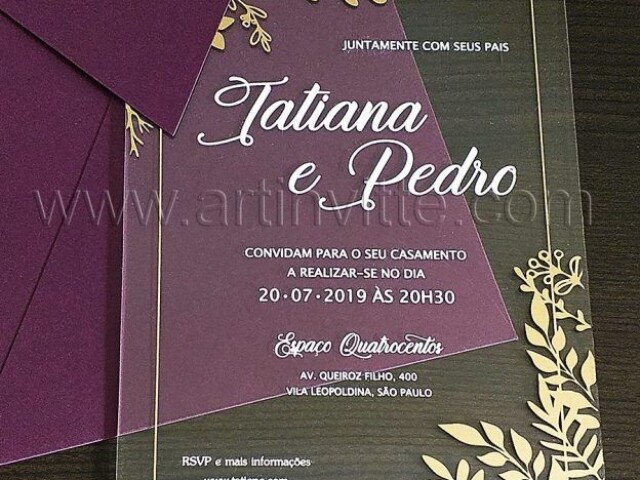 JUNTAMENTE COM SEUS PAIS
Tatiana
e Pedro
www.artinvitte.com
CONVIDAM PARA O SEU CASAMENTO
A REALIZAR-SE NO DIA
20•07•2019 ÀS 20H30
Espaço Quatrocentos
AV. QUEIROZ FILHO, 400
VILA LEOPOLDINA, SÃO PAULO
RSVP e mais informações